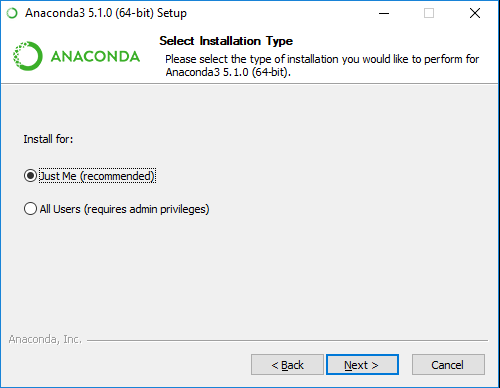 Anaconda3 5.1.0 (64-bit) Setup
ANACONDA
Select Installation Type
Please select the type of installation you would like to perform for
Anaconda3 5.1.0 (64-bit).
Install for:
Just Me (recommended)
All Users (requires admin privileges)
Anaconda, Inc.
< Back
Next >
Cancel